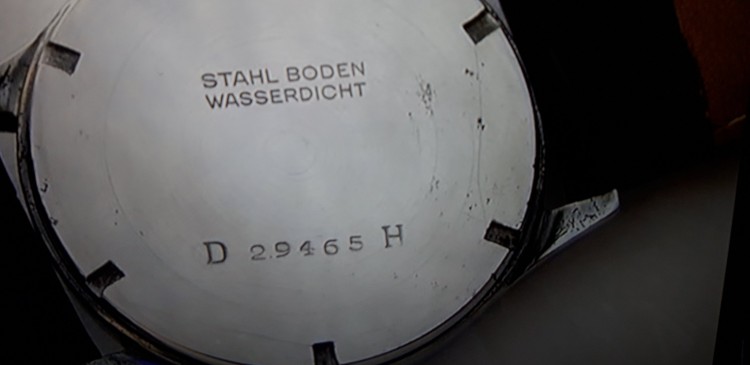 STAHL BODEN
WASSERDICHT
D 29465 H